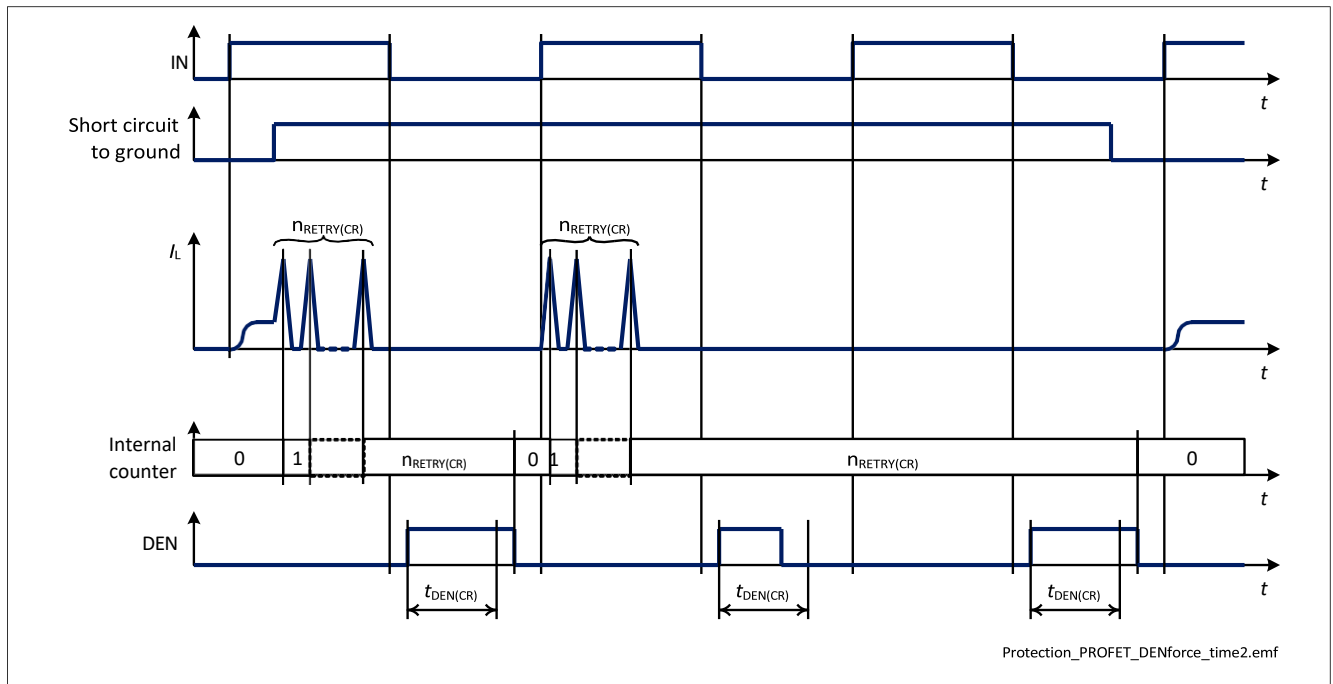 IN
t
Short circuit
to ground
t
nRETRY(CR)
nRETRY(CR)
IL
t
Internal
counter
0
1
nRETRY(CR)
0
1
nRETRY(CR)
0
t
DEN
t
tDEN(CR)
tDEN(CR)
tDEN(CR)
Protection_PROFET_DENforce_time2.emf